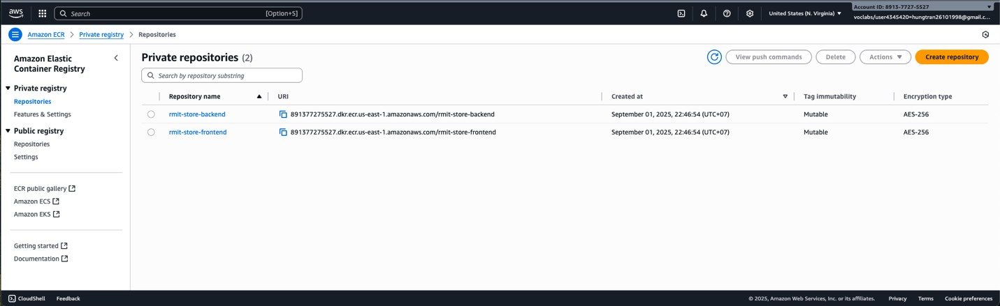 aws
Search [Option+S]
United States (N. Virginia)
Account ID: 8913-7727-5527
voclabs/user4345420=hungtran26101998@gmail.c...
Amazon ECR > Private registry > Repositories
Amazon Elastic
Container Registry
Private registry
Repositories
Features & Settings
Public registry
Repositories
Settings
ECR public gallery
Amazon ECS
Amazon EKS
Getting started
Documentation
Private repositories (2)
View push commands Delete Actions Create repository
Search by repository substring
Repository name URI Created at Tag immutability Encryption type
rmit-store-backend 891377275527.dkr.ecr.us-east-1.amazonaws.com/rmit-store-backend September 01, 2025, 22:46:54 (UTC+07) Mutable AES-256
rmit-store-frontend 891377275527.dkr.ecr.us-east-1.amazonaws.com/rmit-store-frontend September 01, 2025, 22:46:54 (UTC+07) Mutable AES-256
CloudShell Feedback © 2025, Amazon Web Services, Inc. or its affiliates. Privacy Terms Cookie preferences